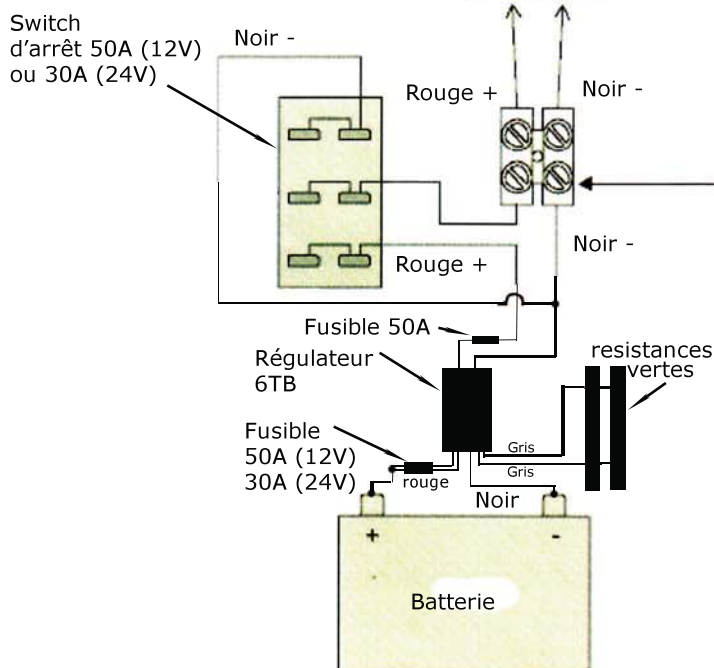 Switch
d'arrêt 50A (12V)
ou 30A (24V)
Noir -
Rouge +
Noir -
Noir -
Rouge +
Fusible 50A
Régulateur
6TB
resistances
vertes
Fusible
50A (12V)
30A (24V)
rouge
Gris
Gris
Noir
+
-
Batterie